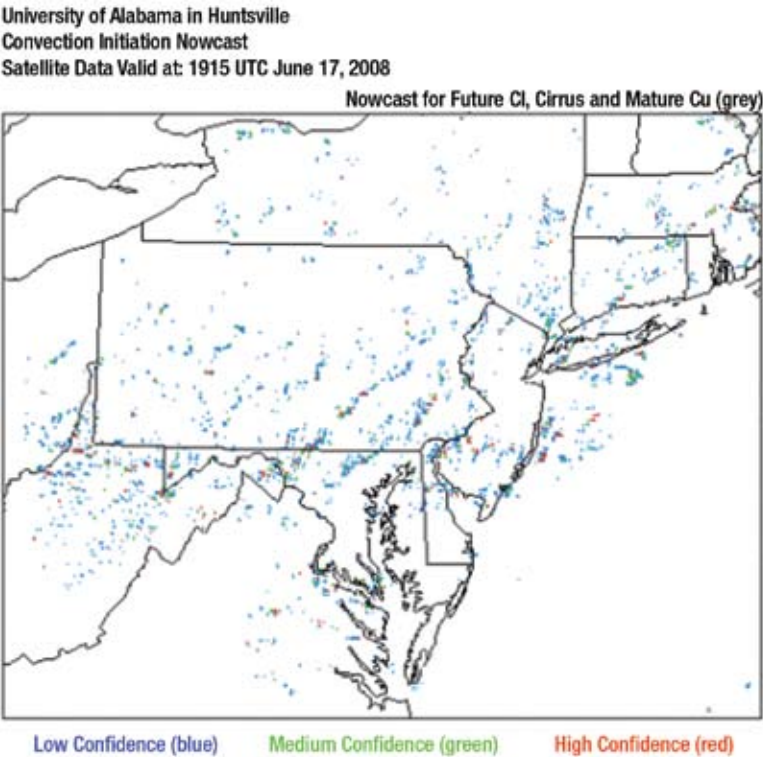 University of Alabama in Huntsville
Convection Initiation Nowcast
Satellite Data Valid at: 1915 UTC June 17, 2008
Nowcast for Future CI, Cirrus and Mature Cu (grey)
Low Confidence (blue) Medium Confidence (green) High Confidence (red)